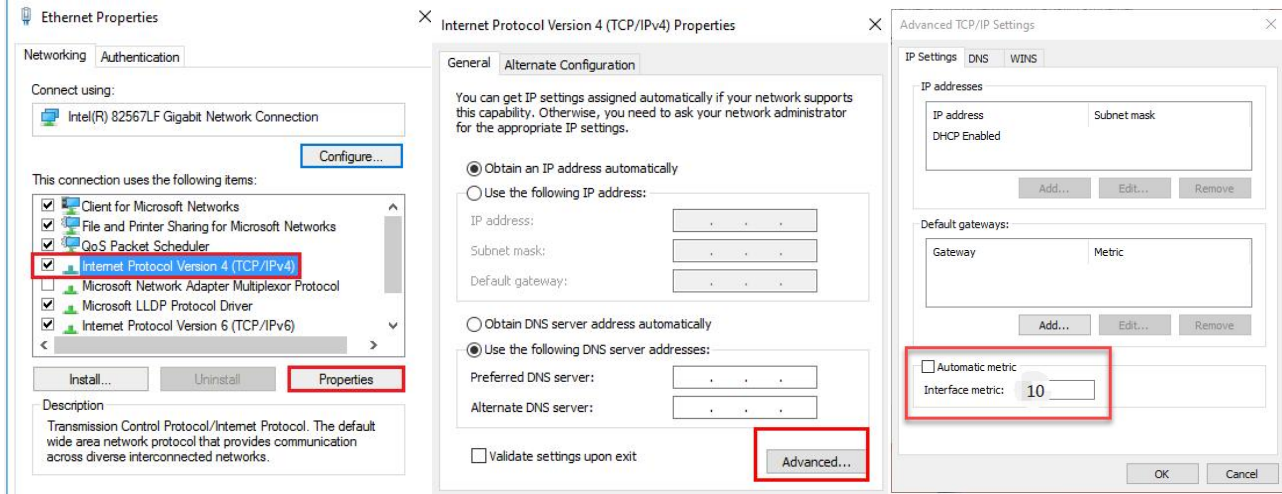 Ethernet Properties
Networking
Authentication
Connect using:
Intel(R) 82567LF Gigabit Network Connection
Configure...
This connection uses the following items:
Client for Microsoft Networks
File and Printer Sharing for Microsoft Networks
QoS Packet Scheduler
Internet Protocol Version 4 (TCP/IPv4)
Microsoft Network Adapter Multiplexor Protocol
Microsoft LLDP Protocol Driver
Internet Protocol Version 6 (TCP/IPv6)
Install...
Uninstall
Properties
Description
Transmission Control Protocol/Internet Protocol. The default
wide area network protocol that provides communication
across diverse interconnected networks.
Internet Protocol Version 4 (TCP/IPv4) Properties
General
Alternate Configuration
You can get IP settings assigned automatically if your network supports
this capability. Otherwise, you need to ask your network administrator
for the appropriate IP settings.
Obtain an IP address automatically
Use the following IP address:
IP address:
Subnet mask:
Default gateway:
Obtain DNS server address automatically
Use the following DNS server addresses:
Preferred DNS server:
Alternate DNS server:
Validate settings upon exit
Advanced...
Advanced TCP/IP Settings
IP Settings
DNS
WINS
IP addresses
IP address
Subnet mask
DHCP Enabled
Add...
Edit...
Remove
Default gateways:
Gateway
Metric
Add...
Edit...
Remove
Automatic metric
Interface metric: 10
OK
Cancel